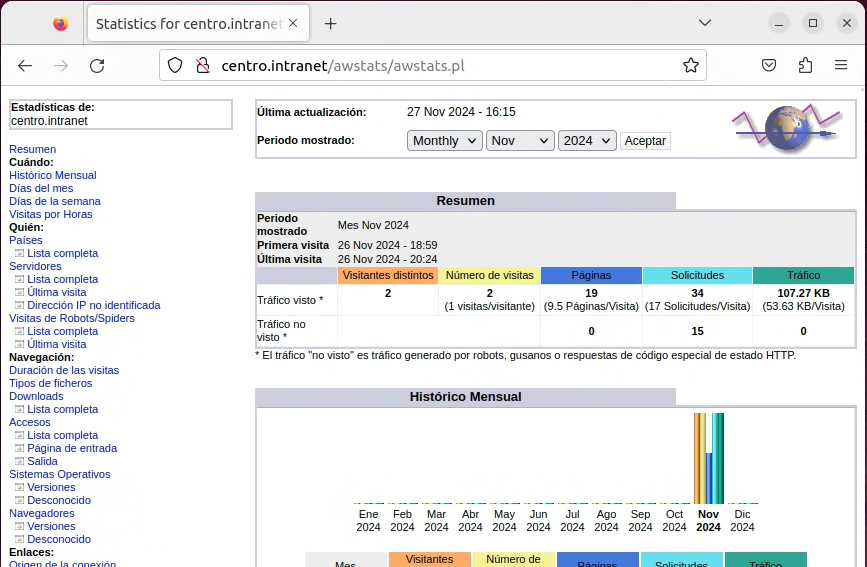 Statistics for centro.intranet
centro.intranet/awstats/awstats.pl
Estadísticas de:
centro.intranet
Resumen
Cuándo:
Histórico Mensual
Días del mes
Días de la semana
Visitas por Horas
Quién:
Países
Lista completa
Servidores
Lista completa
Última visita
Dirección IP no identificada
Visitas de Robots/Spiders
Lista completa
Última visita
Navegación:
Duración de las visitas
Tipos de ficheros
Downloads
Lista completa
Accesos
Lista completa
Página de entrada
Salida
Sistemas Operativos
Versiones
Desconocido
Navegadores
Versiones
Desconocido
Enlaces:
Origen de la conexión
Última actualización: 27 Nov 2024 - 16:15
Periodo mostrado: Monthly Nov 2024 Aceptar
Resumen
Periodo
mostrado Mes Nov 2024
Primera visita 26 Nov 2024 - 18:59
Última visita 26 Nov 2024 - 20:24
Visitantes distintos Número de visitas Páginas Solicitudes Tráfico
Tráfico visto * 2 2 19 34 107.27 KB
(1 visitas/visitante) (9.5 Páginas/Visita) (17 Solicitudes/Visita) (53.63 KB/Visita)
Tráfico no
visto * 0 15 0
* El tráfico "no visto" es tráfico generado por robots, gusanos o respuestas de código especial de estado HTTP.
Histórico Mensual
Ene Feb Mar Abr May Jun Jul Ago Sep Oct Nov Dic
2024 2024 2024 2024 2024 2024 2024 2024 2024 2024 2024 2024
Mes Visitantes Número de Páginas Solicitudes Tráfico